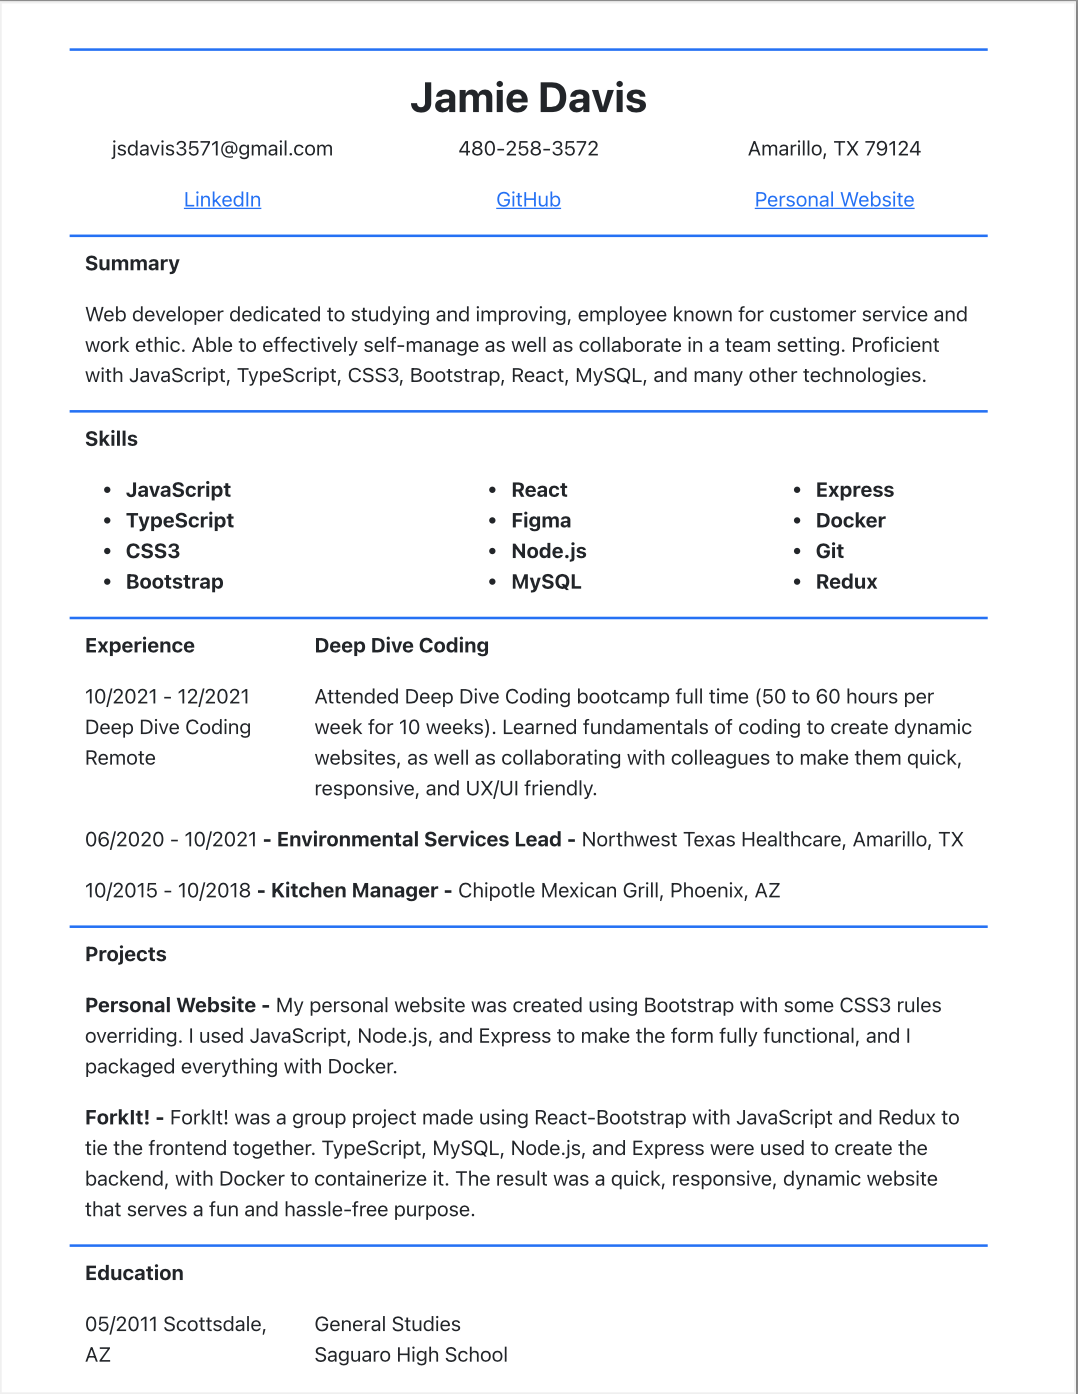 Jamie Davis
jsdavis3571@gmail.com 480-258-3572 Amarillo, TX 79124
LinkedIn GitHub Personal Website
Summary
Web developer dedicated to studying and improving, employee known for customer service and
work ethic. Able to effectively self-manage as well as collaborate in a team setting. Proficient
with JavaScript, TypeScript, CSS3, Bootstrap, React, MySQL, and many other technologies.
Skills
• JavaScript
• TypeScript
• CSS3
• Bootstrap
• React
• Figma
• Node.js
• MySQL
• Express
• Docker
• Git
• Redux
Experience
10/2021 - 12/2021
Deep Dive Coding
Remote
Deep Dive Coding
Attended Deep Dive Coding bootcamp full time (50 to 60 hours per
week for 10 weeks). Learned fundamentals of coding to create dynamic
websites, as well as collaborating with colleagues to make them quick,
responsive, and UX/UI friendly.
06/2020 - 10/2021 - Environmental Services Lead - Northwest Texas Healthcare, Amarillo, TX
10/2015 - 10/2018 - Kitchen Manager - Chipotle Mexican Grill, Phoenix, AZ
Projects
Personal Website - My personal website was created using Bootstrap with some CSS3 rules
overriding. I used JavaScript, Node.js, and Express to make the form fully functional, and I
packaged everything with Docker.
ForkIt! - ForkIt! was a group project made using React-Bootstrap with JavaScript and Redux to
tie the frontend together. TypeScript, MySQL, Node.js, and Express were used to create the
backend, with Docker to containerize it. The result was a quick, responsive, dynamic website
that serves a fun and hassle-free purpose.
Education
05/2011 Scottsdale,
AZ
General Studies
Saguaro High School